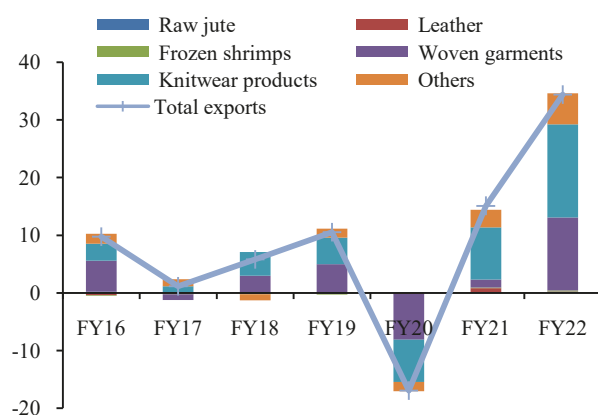 Raw jute Leather
Frozen shrimps Woven garments
Knitwear products Others
Total exports
40
30
20
10
0
-10
-20
FY16 FY17 FY18 FY19 FY20 FY21 FY22